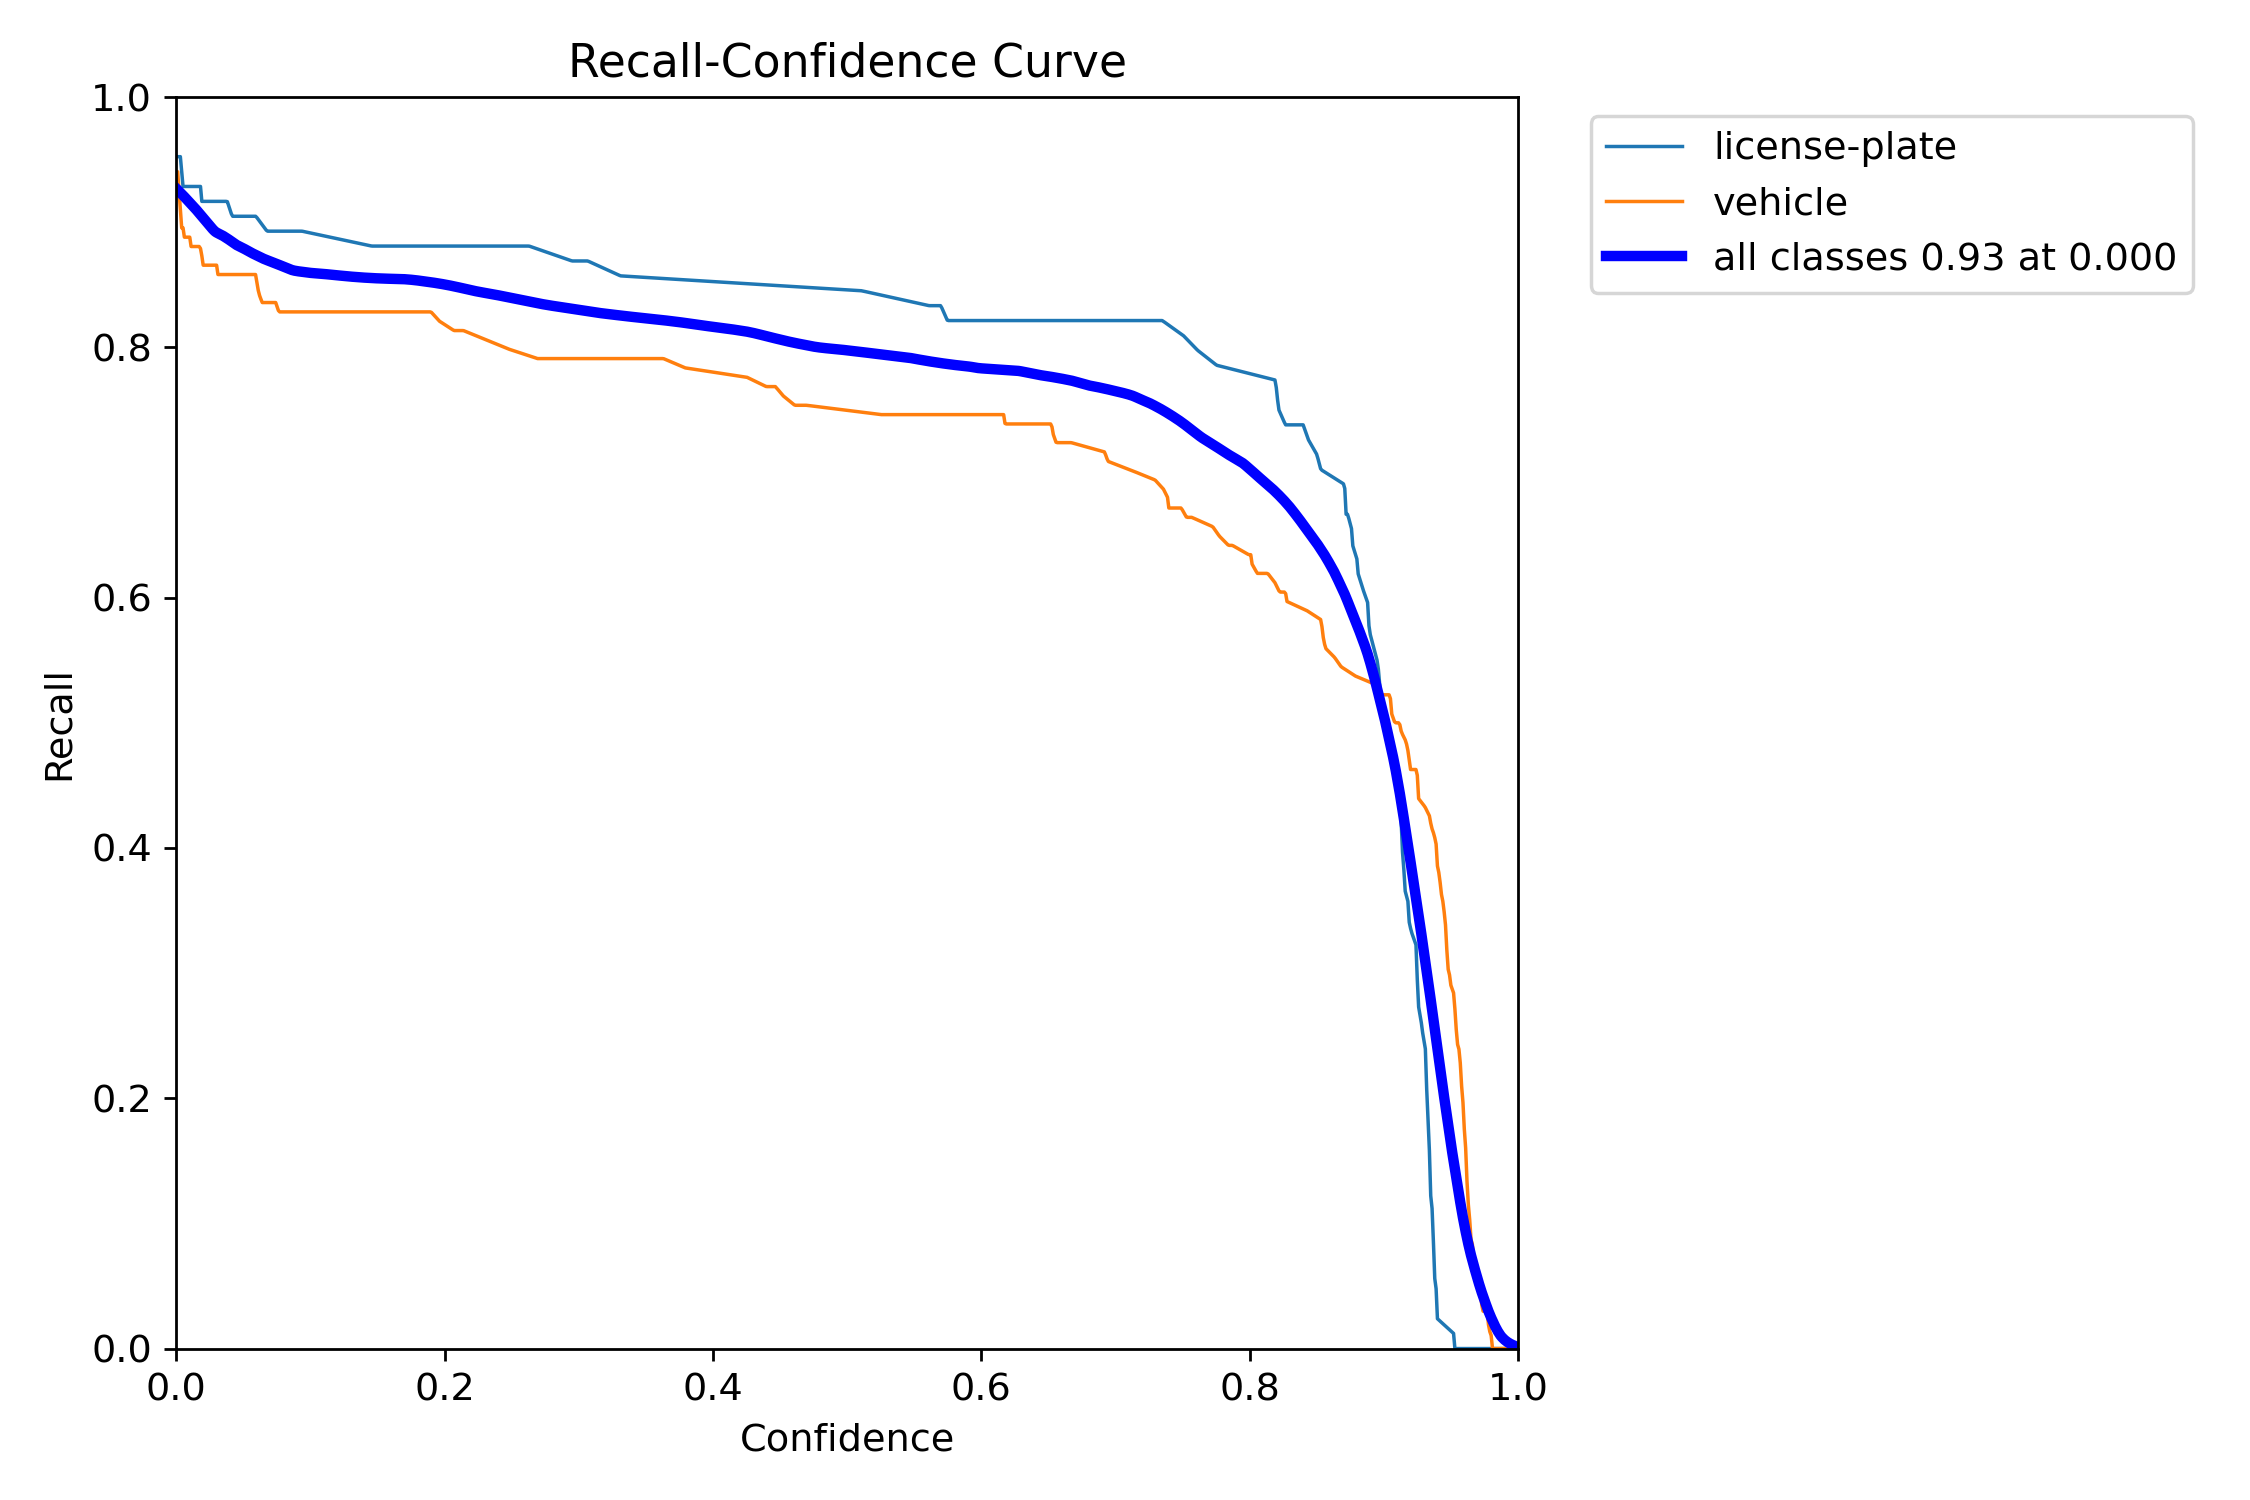 Recall-Confidence Curve
1.0
0.8
0.6
0.4
0.2
0.0
Recall
0.0 0.2 0.4 0.6 0.8 1.0
Confidence
license-plate
vehicle
all classes 0.93 at 0.000